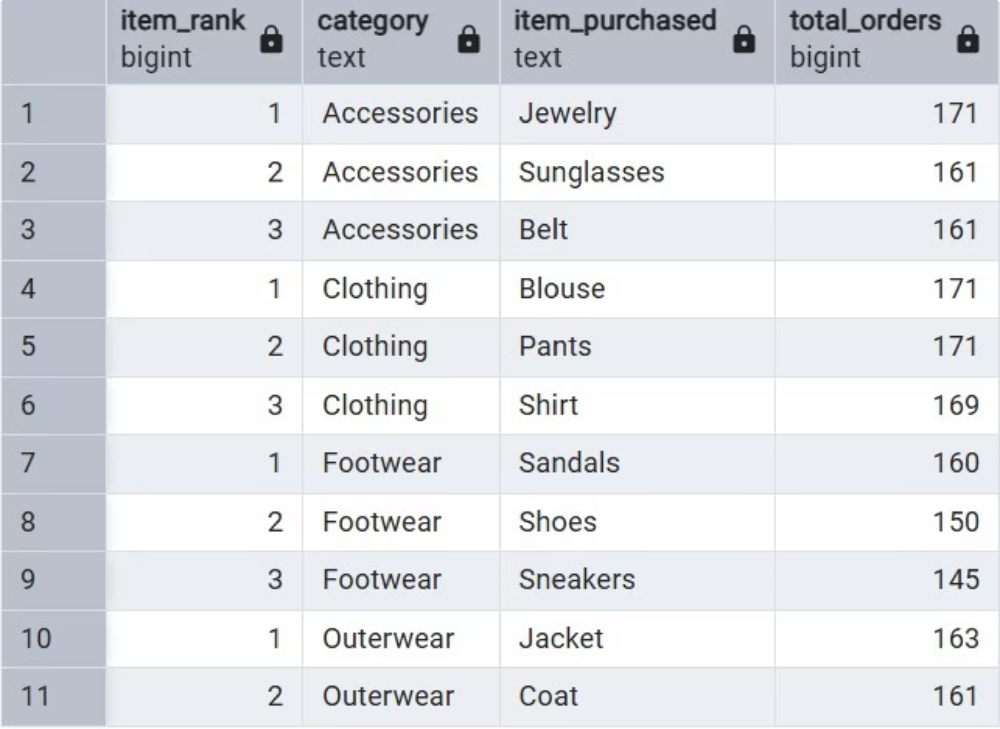 item_rank category item_purchased total_orders
bigint text text bigint
1 1 Accessories Jewelry 171
2 2 Accessories Sunglasses 161
3 3 Accessories Belt 161
4 1 Clothing Blouse 171
5 2 Clothing Pants 171
6 3 Clothing Shirt 169
7 1 Footwear Sandals 160
8 2 Footwear Shoes 150
9 3 Footwear Sneakers 145
10 1 Outerwear Jacket 163
11 2 Outerwear Coat 161